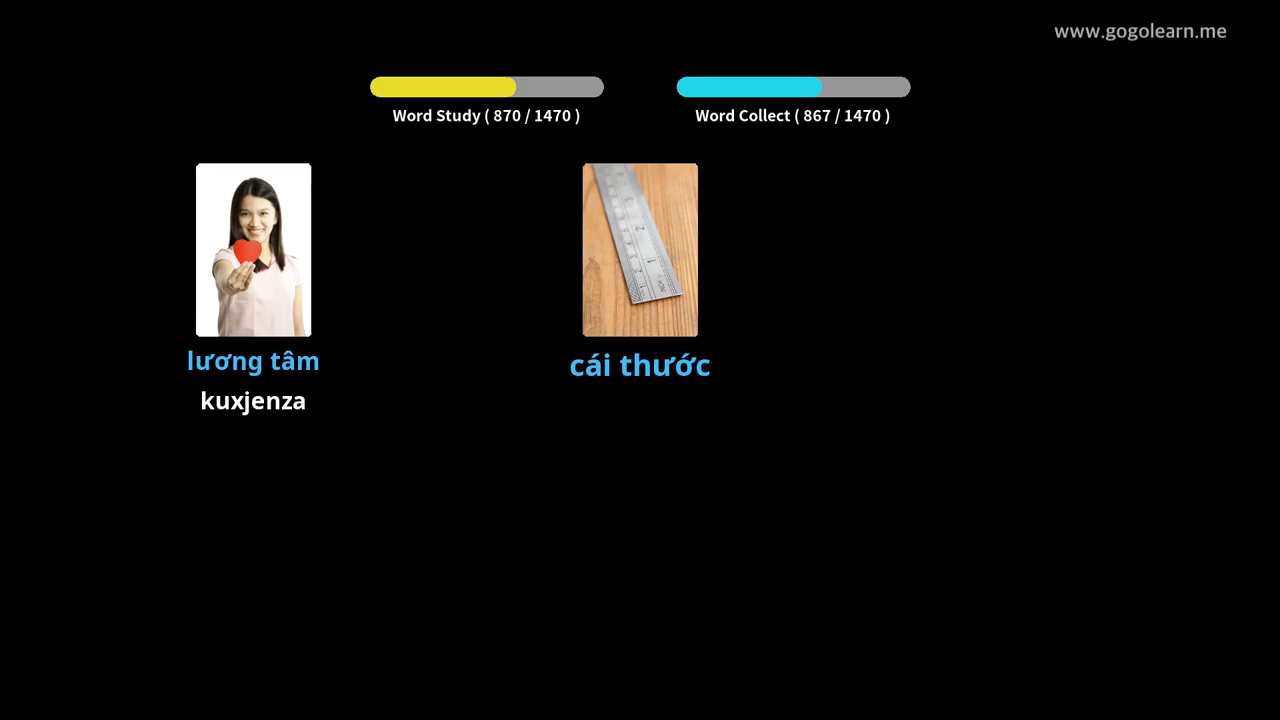 www.gogolearn.me
Word Study ( 870 / 1470 )
Word Collect ( 867 / 1470 )
lương tâm
kuxjenza
cái thước